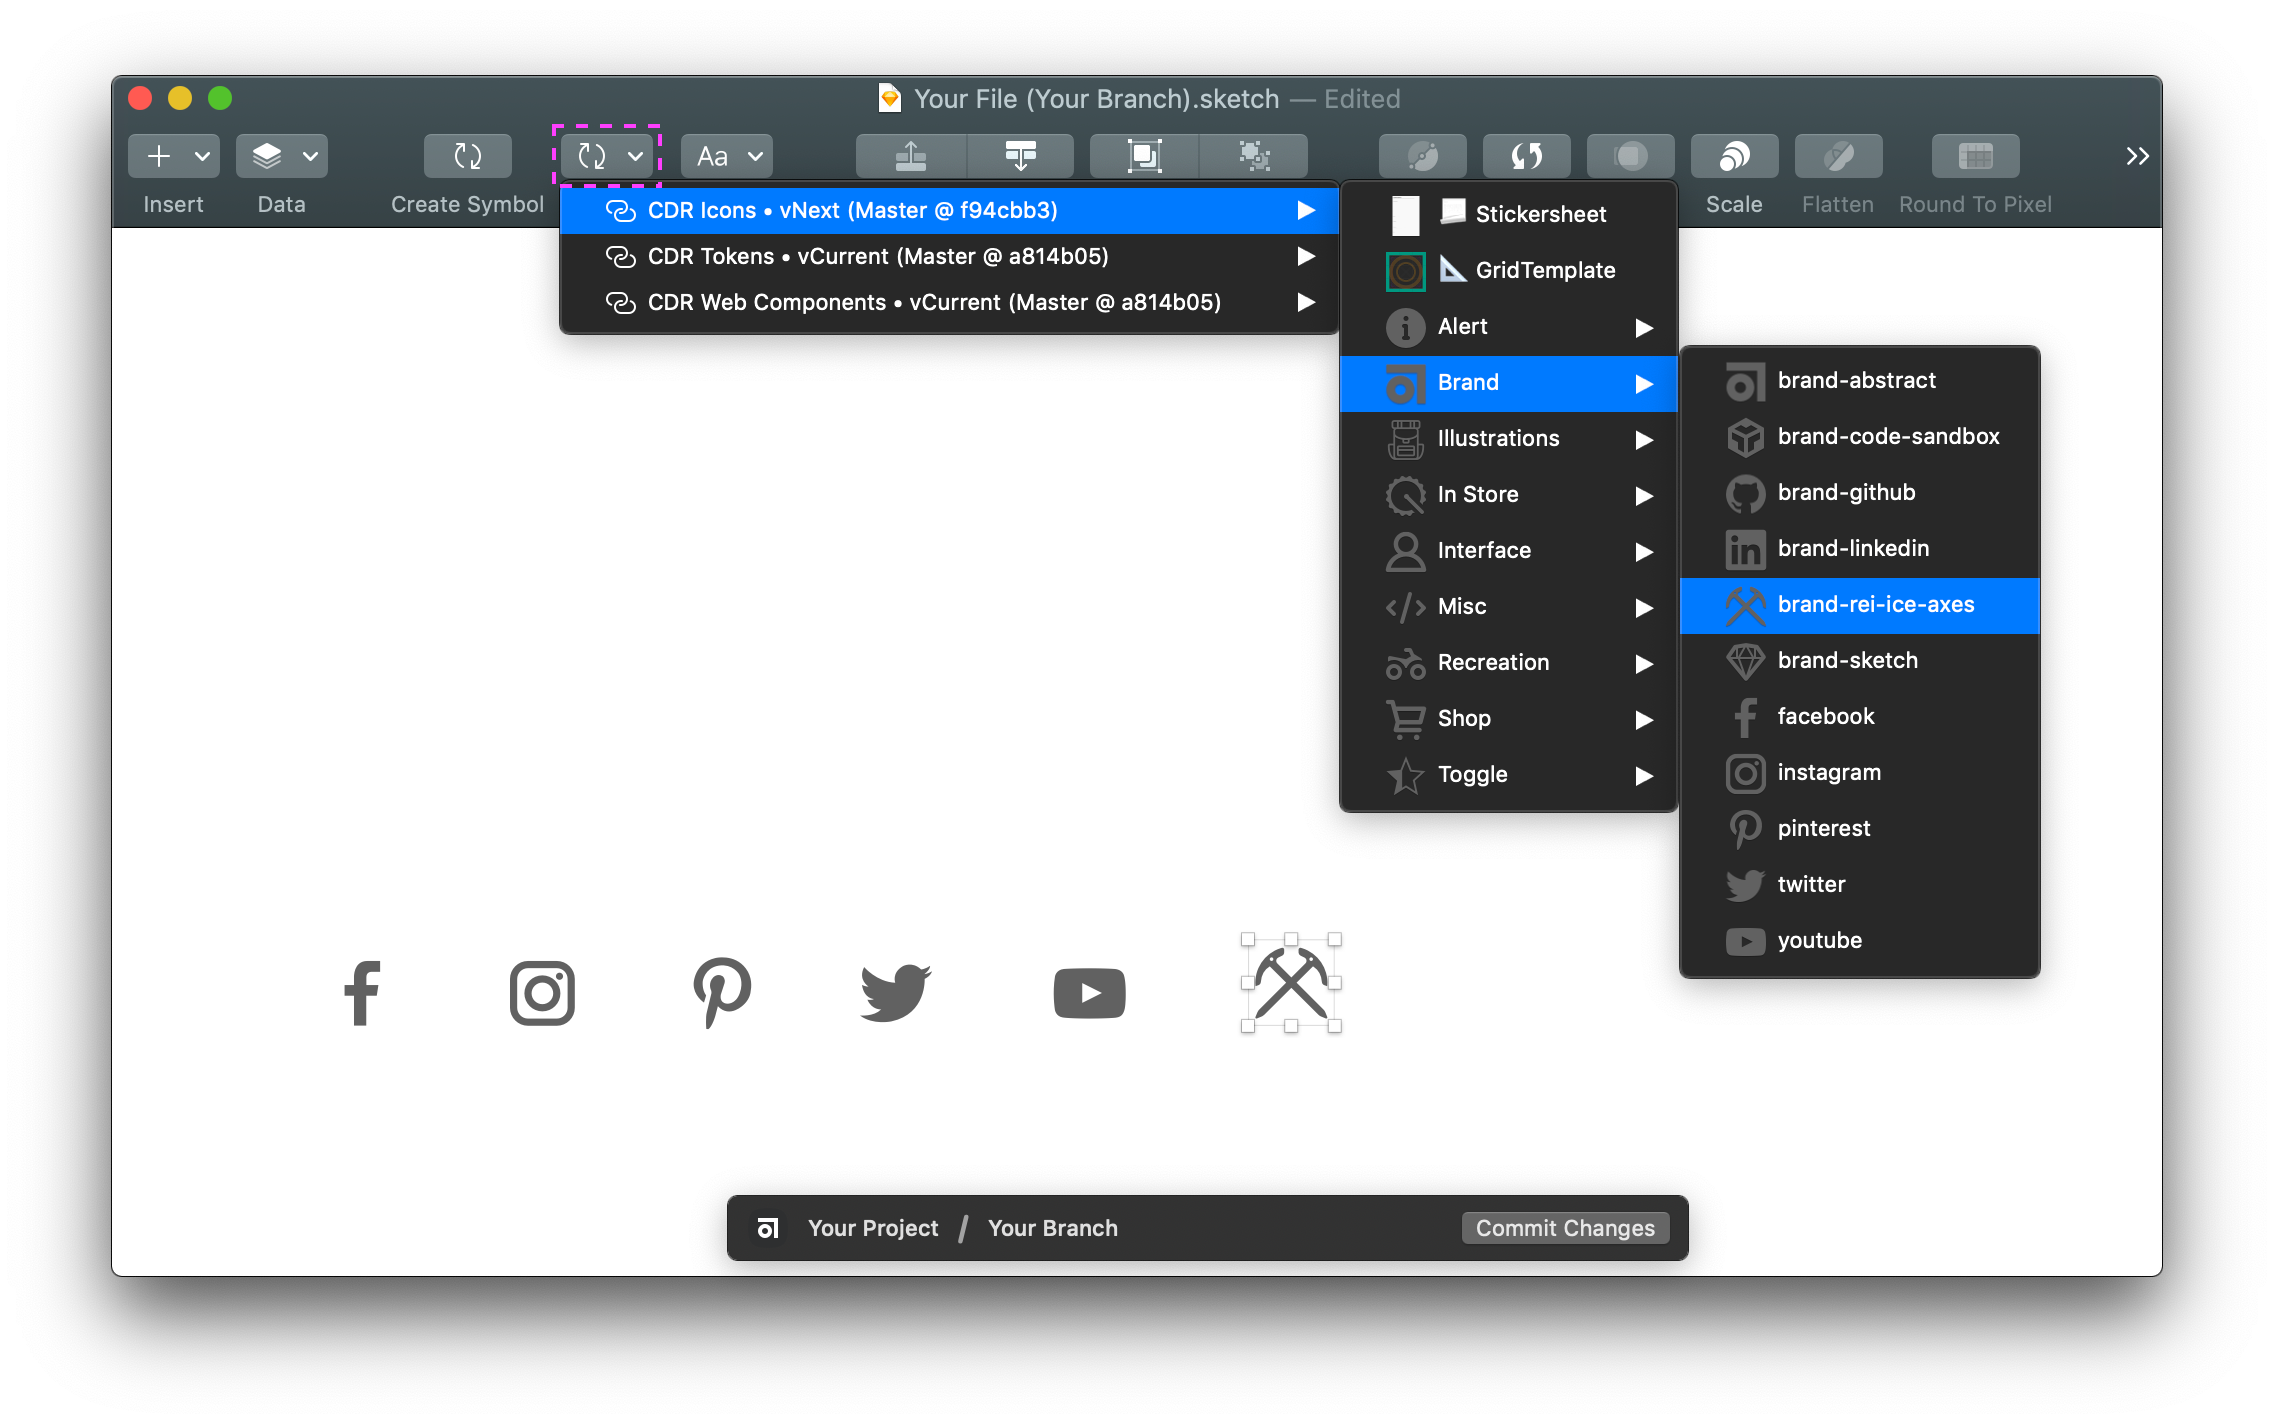 Your File (Your Branch).sketch — Edited
Aa
Insert
Data
Create Symbol
Scale
Flatten
Round To Pixel
CDR Icons • vNext (Master @ f94cbb3)
CDR Tokens • vCurrent (Master @ a814b05)
CDR Web Components • vCurrent (Master @ a814b05)
Stickersheet
GridTemplate
Alert
Brand
Illustrations
In Store
Interface
Misc
Recreation
Shop
Toggle
brand-abstract
brand-code-sandbox
brand-github
brand-linkedin
brand-rei-ice-axes
brand-sketch
facebook
instagram
pinterest
twitter
youtube
Your Project / Your Branch
Commit Changes